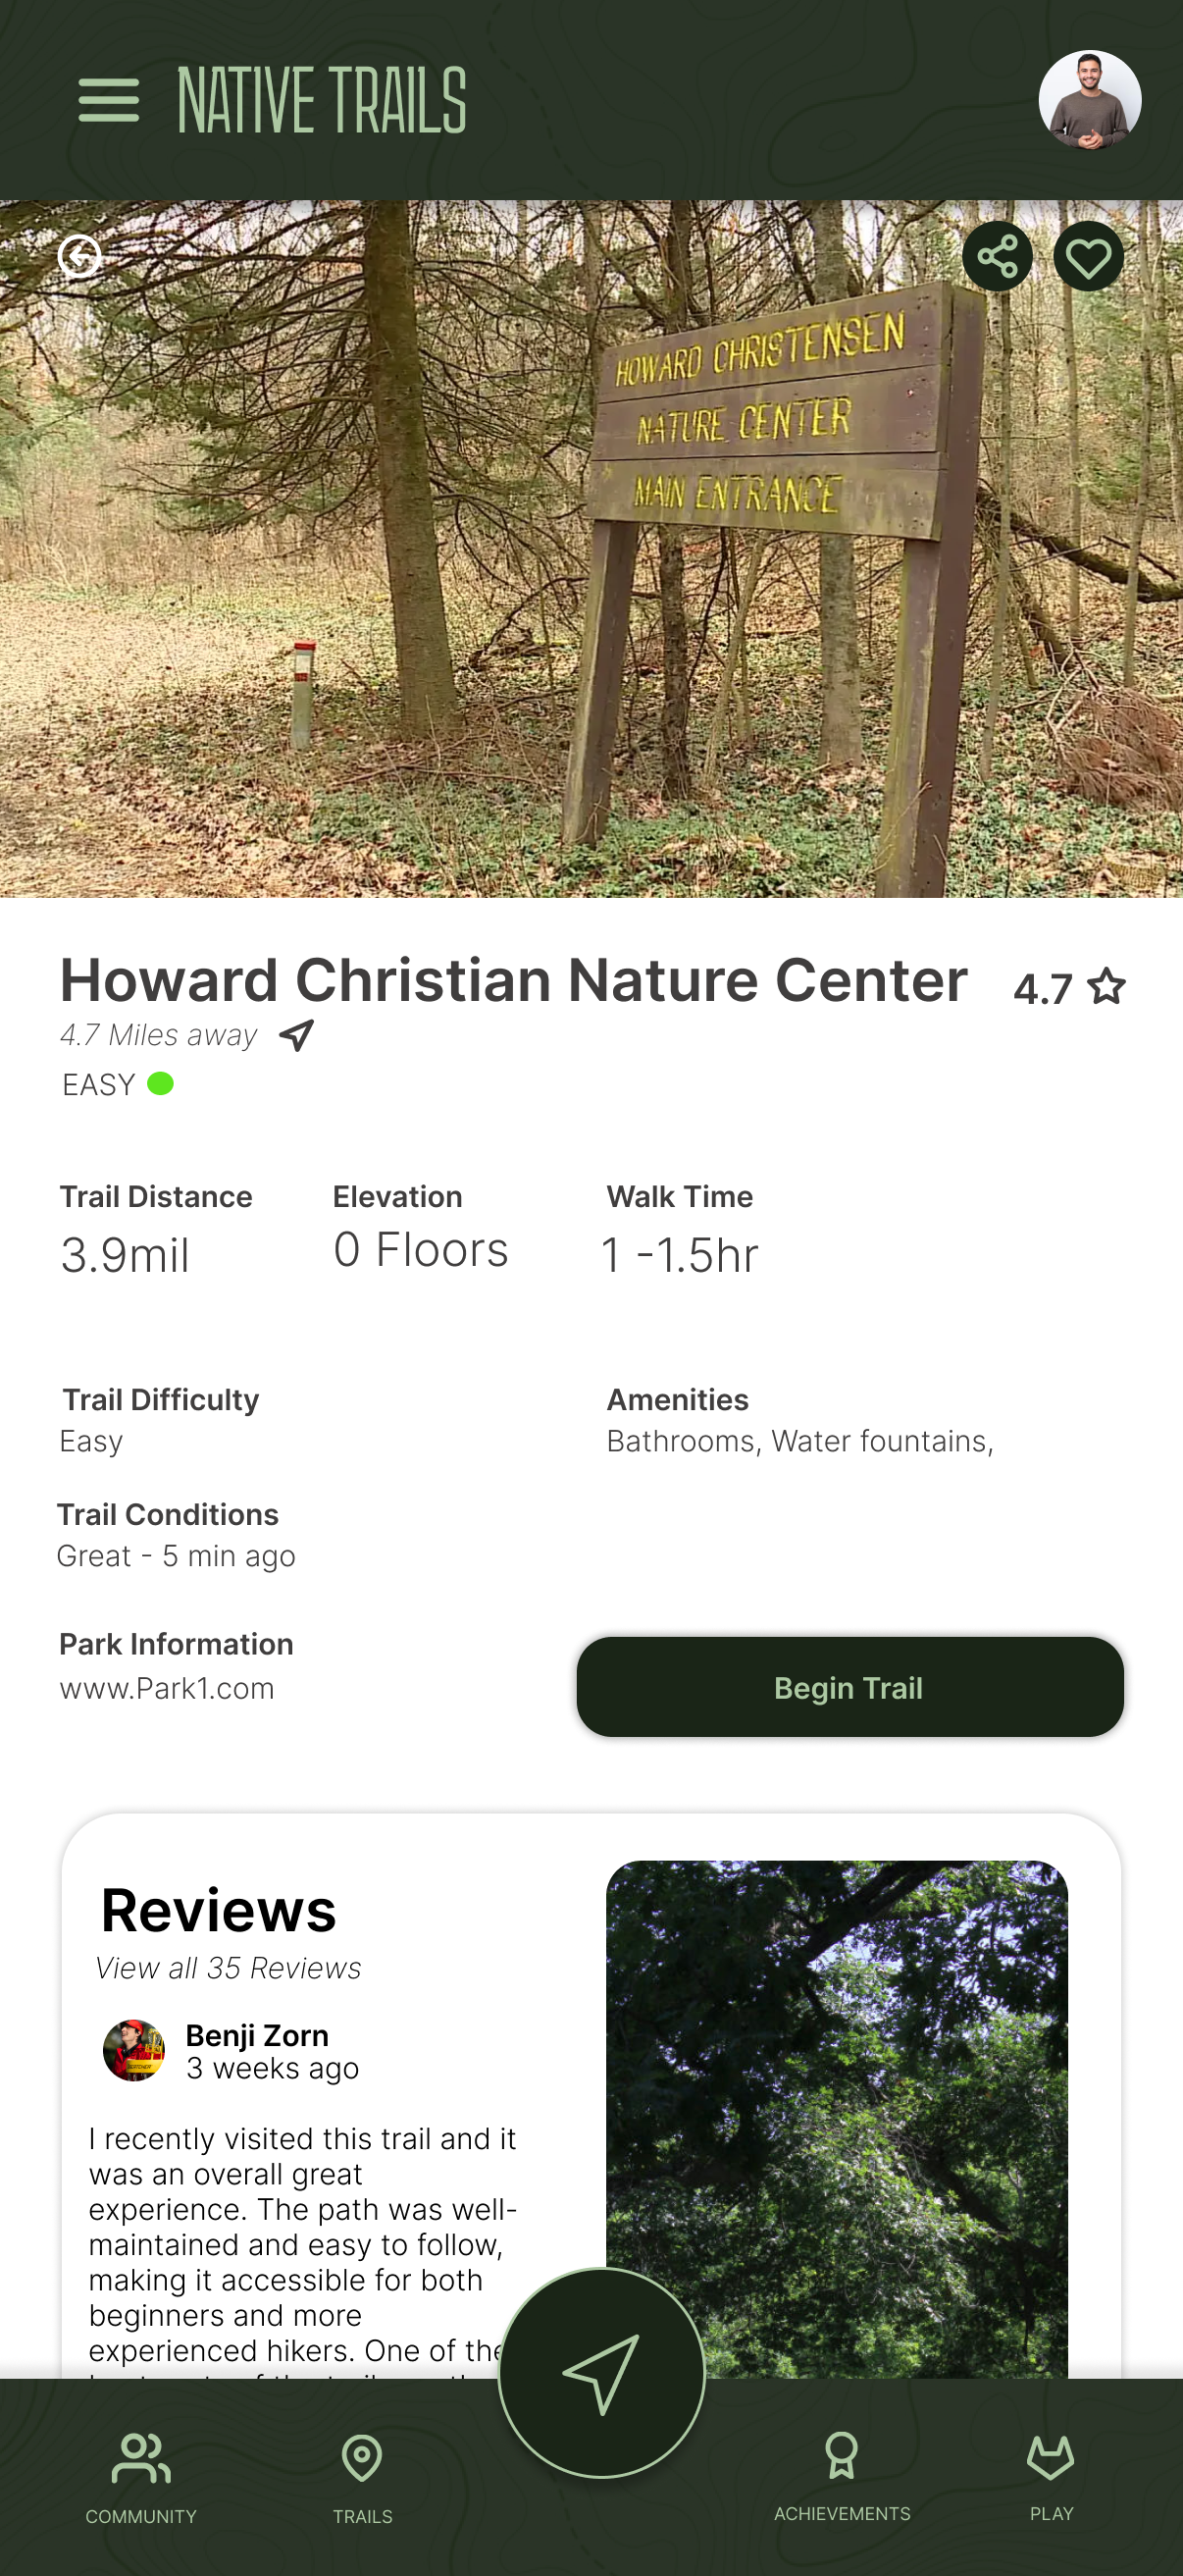 NATIVE TRAILS
HOWARD CHRISTENSEN
NATURE CENTER
MAIN ENTRANCE
Howard Christian Nature Center
4.7
4.7 Miles away
EASY
Trail Distance
Elevation
Walk Time
3.9mil
0 Floors
1 -1.5hr
Trail Difficulty
Amenities
Easy
Bathrooms, Water fountains,
Trail Conditions
Great - 5 min ago
Park Information
www.Park1.com
Begin Trail
Reviews
View all 35 Reviews
Benji Zorn
3 weeks ago
I recently visited this trail and it
was an overall great
experience. The path was well-
maintained and easy to follow,
making it accessible for both
beginners and more
experienced hikers. One of the
COMMUNITY
TRAILS
ACHIEVEMENTS
PLAY